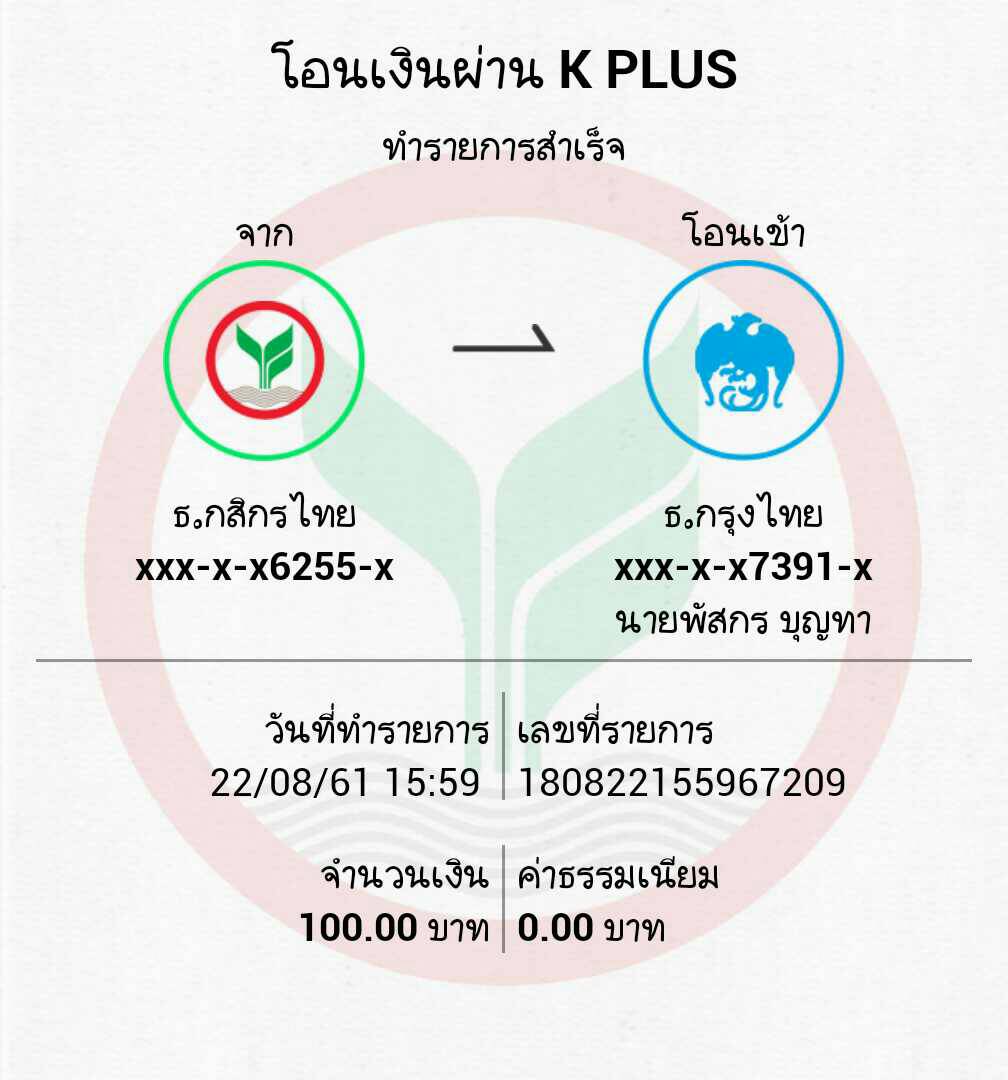 โอนเงินผ่าน K PLUS
ทำรายการสำเร็จ
จาก
โอนเข้า
ธ.กสิกรไทย
xxx-x-x6255-x
ธ.กรุงไทย
xxx-x-x7391-x
นายพัสกร บุญทา
วันที่ทำรายการ
22/08/61 15:59
เลขที่รายการ
180822155967209
จำนวนเงิน
100.00 บาท
ค่าธรรมเนียม
0.00 บาท